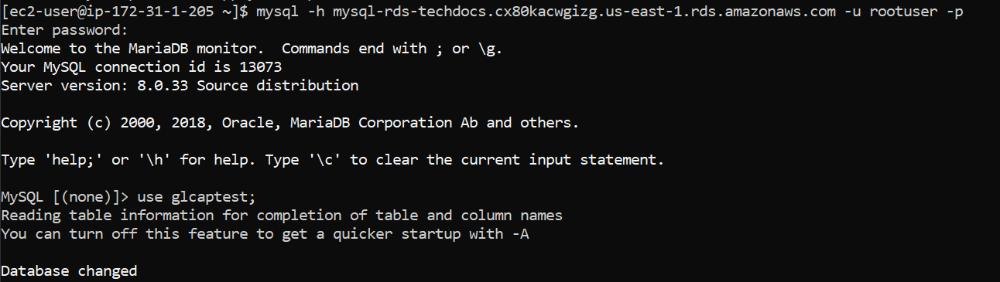 [ec2-user@ip-172-31-1-205 ~]$ mysql -h mysql-rds-techdocs.cx80kacwgizg.us-east-1.rds.amazonaws.com -u rootuser -p
Enter password:
Welcome to the MariaDB monitor.  Commands end with ; or \g.
Your MySQL connection id is 13073
Server version: 8.0.33 Source distribution

Copyright (c) 2000, 2018, Oracle, MariaDB Corporation Ab and others.

Type 'help;' or '\h' for help. Type '\c' to clear the current input statement.

MySQL [(none)]> use glcaptest;
Reading table information for completion of table and column names
You can turn off this feature to get a quicker startup with -A

Database changed